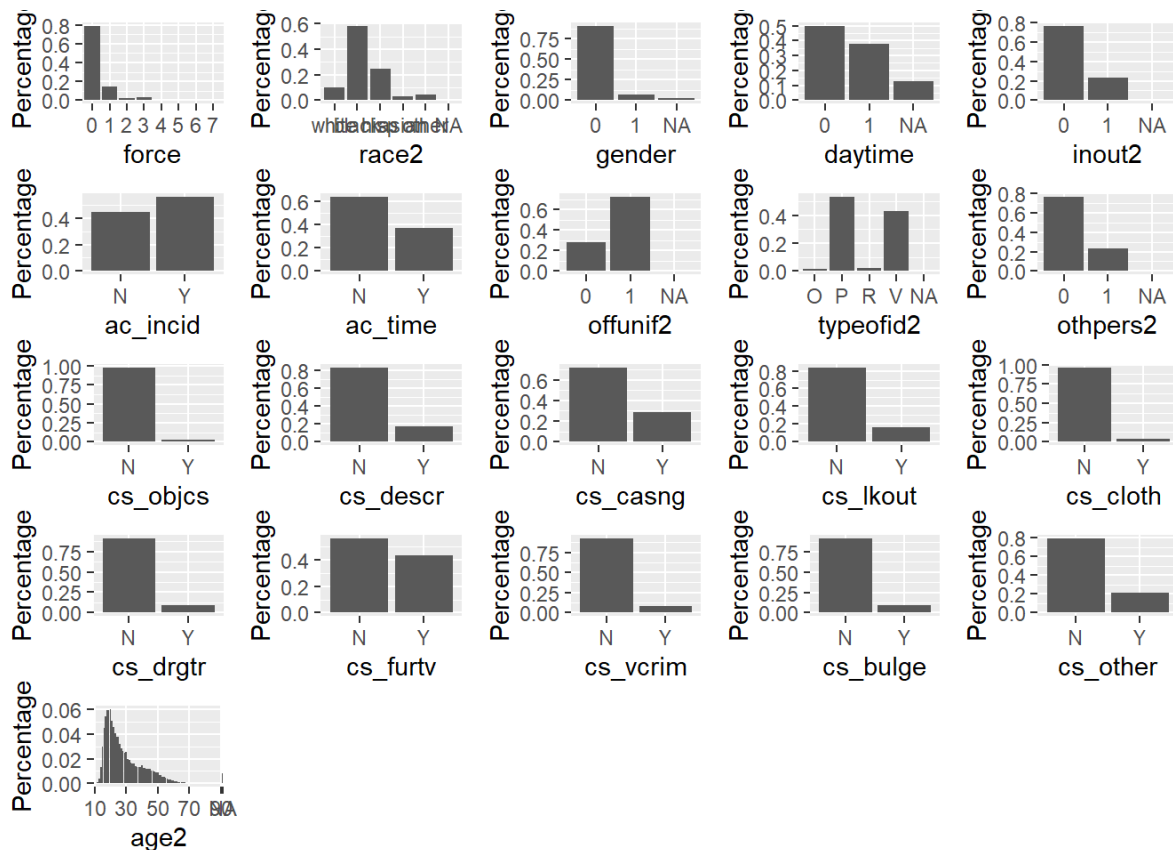 Percentage 0.8 0.6 0.4 0.2 0.0
0 1 2 3 4 5 6 7
force
Percentage 0.6 0.4 0.2 0.0
white black hisp asian other NA
race2
Percentage 0.75 0.50 0.25 0.00
0 1 NA
gender
Percentage 0.5 0.4 0.3 0.2 0.1 0.0
0 1 NA
daytime
Percentage 0.8 0.6 0.4 0.2 0.0
0 1 NA
inout2
Percentage 0.4 0.2 0.0
N Y
ac_incid
Percentage 0.6 0.4 0.2 0.0
N Y
ac_time
Percentage 0.6 0.4 0.2 0.0
0 1 NA
offunif2
Percentage 0.4 0.2 0.0
O P R V NA
typeofid2
Percentage 0.8 0.6 0.4 0.2 0.0
0 1 NA
othpers2
Percentage 1.00 0.75 0.50 0.25 0.00
N Y
cs_objcs
Percentage 0.8 0.6 0.4 0.2 0.0
N Y
cs_descr
Percentage 0.6 0.4 0.2 0.0
N Y
cs_casng
Percentage 0.8 0.6 0.4 0.2 0.0
N Y
cs_lkout
Percentage 1.00 0.75 0.50 0.25 0.00
N Y
cs_cloth
Percentage 0.75 0.50 0.25 0.00
N Y
cs_drgtr
Percentage 0.4 0.2 0.0
N Y
cs_furtv
Percentage 0.75 0.50 0.25 0.00
N Y
cs_vcrim
Percentage 0.75 0.50 0.25 0.00
N Y
cs_bulge
Percentage 0.8 0.6 0.4 0.2 0.0
N Y
cs_other
Percentage 0.06 0.04 0.02 0.00
10 30 50 70 90 NA
age2